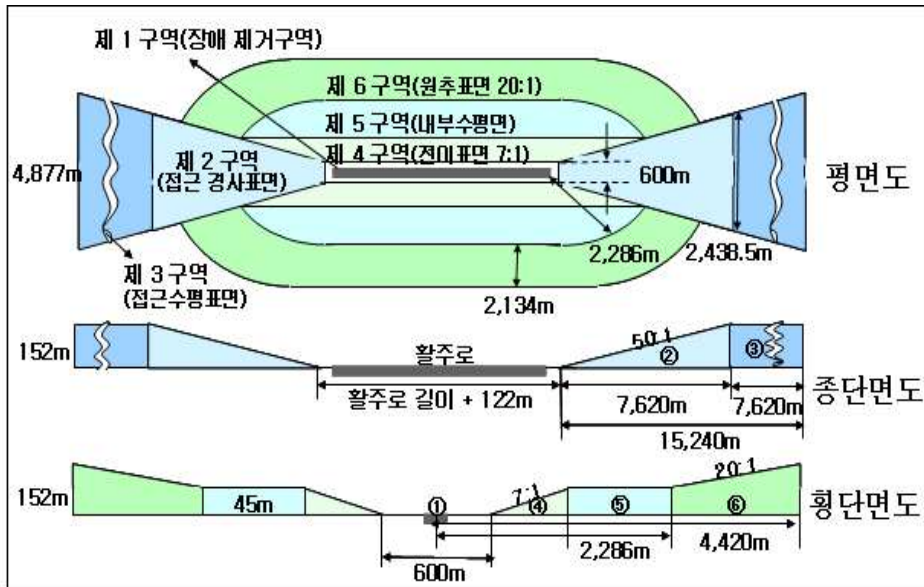 제 1 구역(장애 제거구역)
제 6 구역(원추표면 20:1)
제 5 구역(내부수평면)
제 4 구역(전이표면 7:1)
제 2 구역
(접근 경사표면)
4,877m
600m
평면도
2,286m
2,438.5m
제 3 구역
(접근수평표면)
2,134m
152m
활주로
50:1
②
③
종단면도
활주로 길이 + 122m
7,620m
7,620m
15,240m
152m
45m
①
7:1
④
⑤
20:1
⑥
횡단면도
2,286m
4,420m
600m